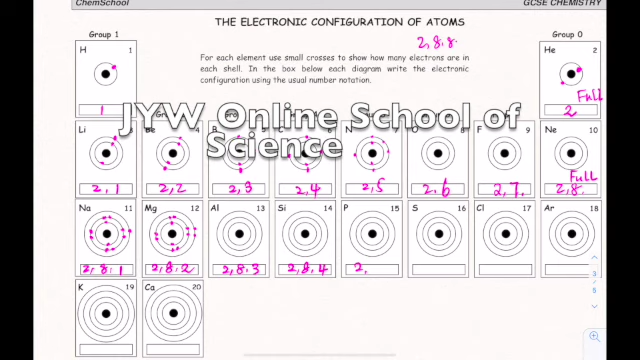 ChemSchool GCSE CHEMISTRY
THE ELECTRONIC CONFIGURATION OF ATOMS
2,8,8
Group 1 Group 0
For each element use small crosses to show how many electrons are in
each shell. In the box below each diagram write the electronic
configuration using the usual number notation.
H 1 He 2
Full
1 2
JYW Online School of
Science
Li Be B N F 9 Ne 10
Full
2,1 2,2 2,3 2,4 2,5 2,6 2,7 2,8
Na 11 Mg 12 Al 13 Si 14 P 15 S 16 Cl 17 Ar 18
2,8,1 2,8,2 2,8,3 2,8,4 2,
3
5
K 19 Ca 20